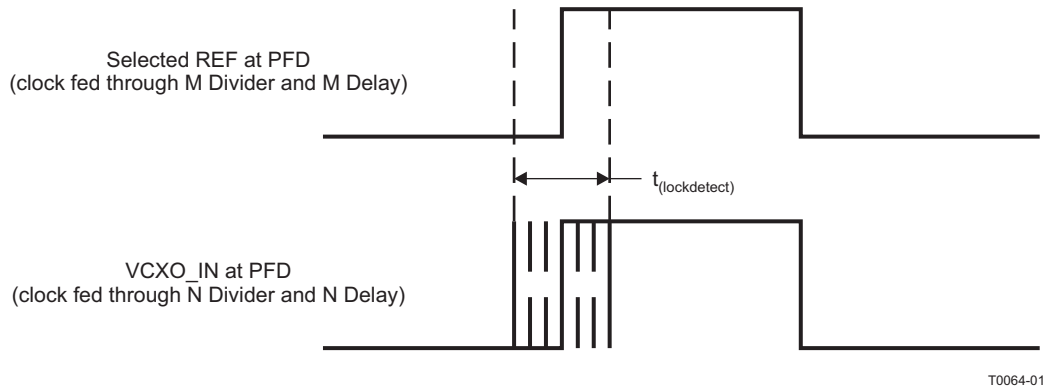 Selected REF at PFD
(clock fed through M Divider and M Delay)
t(lockdetect)
VCXO_IN at PFD
(clock fed through N Divider and N Delay)
T0064-01